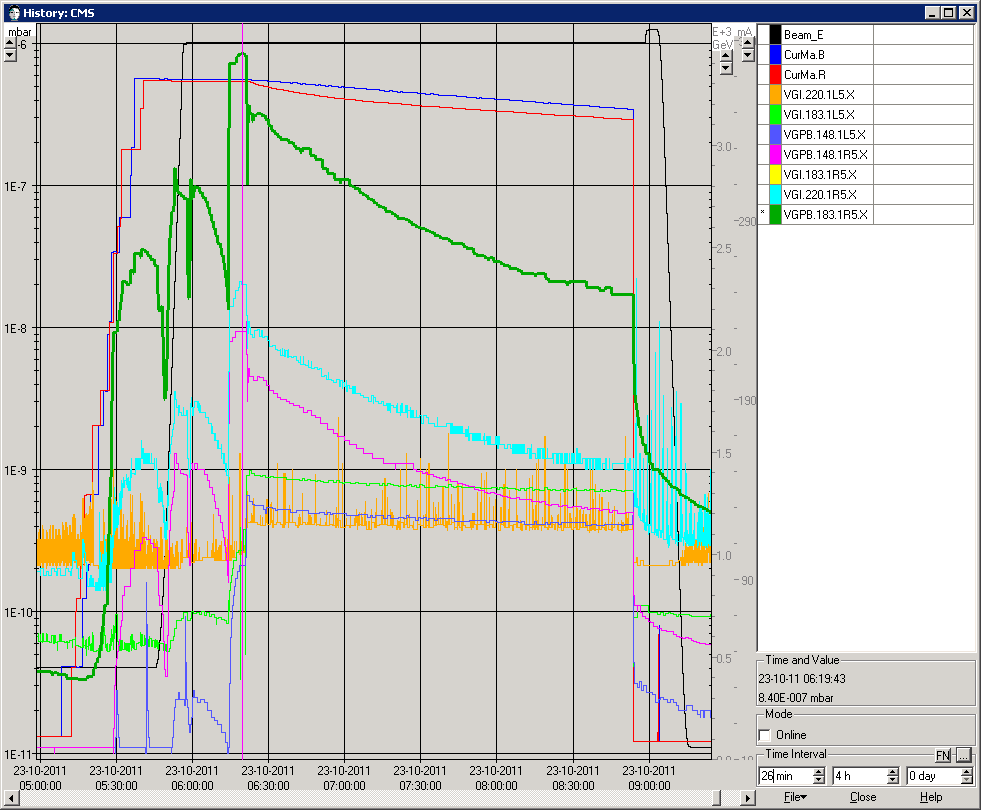 History: CMS
mbar
E+3 mA
GeV
E-6
1E-7
1E-8
1E-9
1E-10
1E-11
3.0
290
2.5
2.0
190
1.5
1.0
90
0.5
23-10-2011 23-10-2011 23-10-2011 23-10-2011 23-10-2011 23-10-2011 23-10-2011 23-10-2011 23-10-2011
05:00:00 05:30:00 06:00:00 06:30:00 07:00:00 07:30:00 08:00:00 08:30:00 09:00:00
Beam_E
CurMa.B
CurMa.R
VGI.220.1L5.X
VGI.183.1L5.X
VGPB.148.1L5.X
VGPB.148.1R5.X
VGI.183.1R5.X
VGI.220.1R5.X
* VGPB.183.1R5.X
Time and Value
23-10-11 06:19:43
8.40E-007 mbar
Mode
Online
Time Interval
FN ...
26 min 4 h 0 day
File Close Help